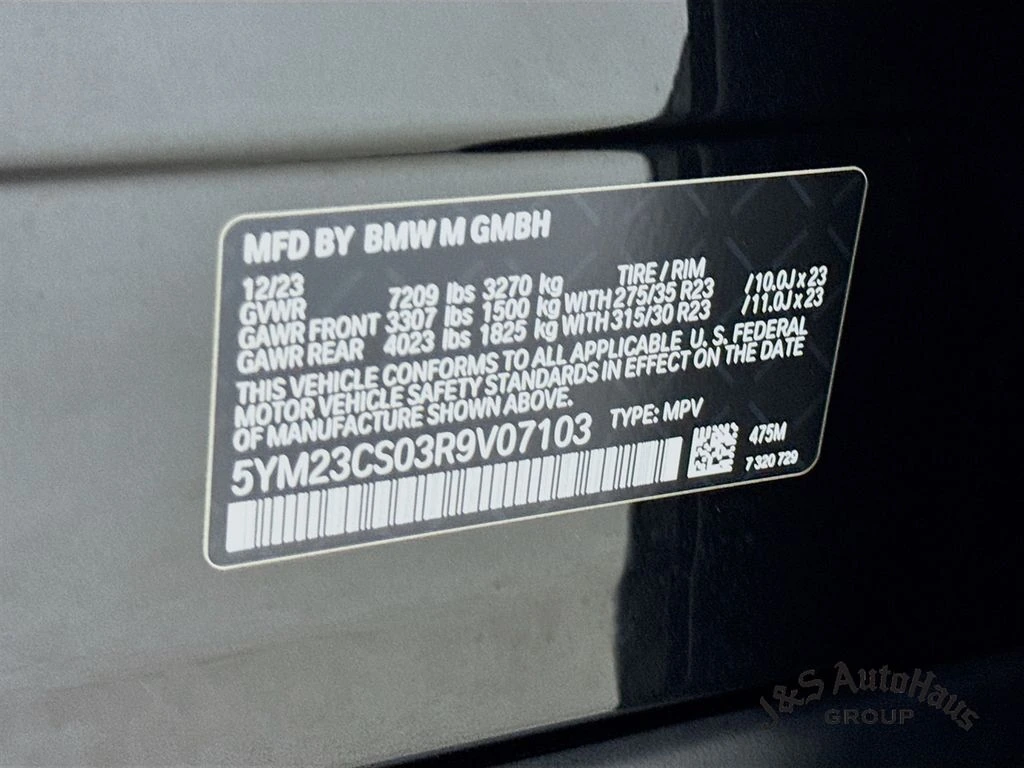 MFD BY BMW M GMBH
12/23 TIRE / RIM
GVWR 7209 lbs 3270 kg
GAWR FRONT 3307 lbs 1500 kg WITH 275/35 R23 /10.0J x 23
GAWR REAR 4023 lbs 1825 kg WITH 315/30 R23 /11.0J x 23
THIS VEHICLE CONFORMS TO ALL APPLICABLE U. S. FEDERAL
MOTOR VEHICLE SAFETY STANDARDS IN EFFECT ON THE DATE
OF MANUFACTURE SHOWN ABOVE.
5YM23CS03R9V07103 TYPE: MPV
475M
7 320 729
J&S AutoHaus
GROUP